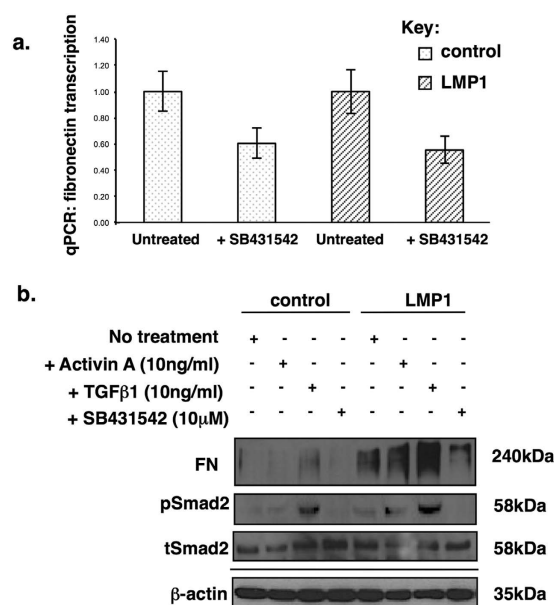 a.
Key:
control
LMP1
qPCR: fibronectin transcription
1.40
1.20
1.00
0.80
0.60
0.40
0.20
0.00
Untreated + SB431542 Untreated + SB431542
b.
control LMP1
No treatment + - - - + - - -
+ Activin A (10ng/ml) - + - - - + - -
+ TGFβ1 (10ng/ml) - - + - - - + -
+ SB431542 (10μM) - - - + - - - +
FN 240kDa
pSmad2 58kDa
tSmad2 58kDa
β-actin 35kDa